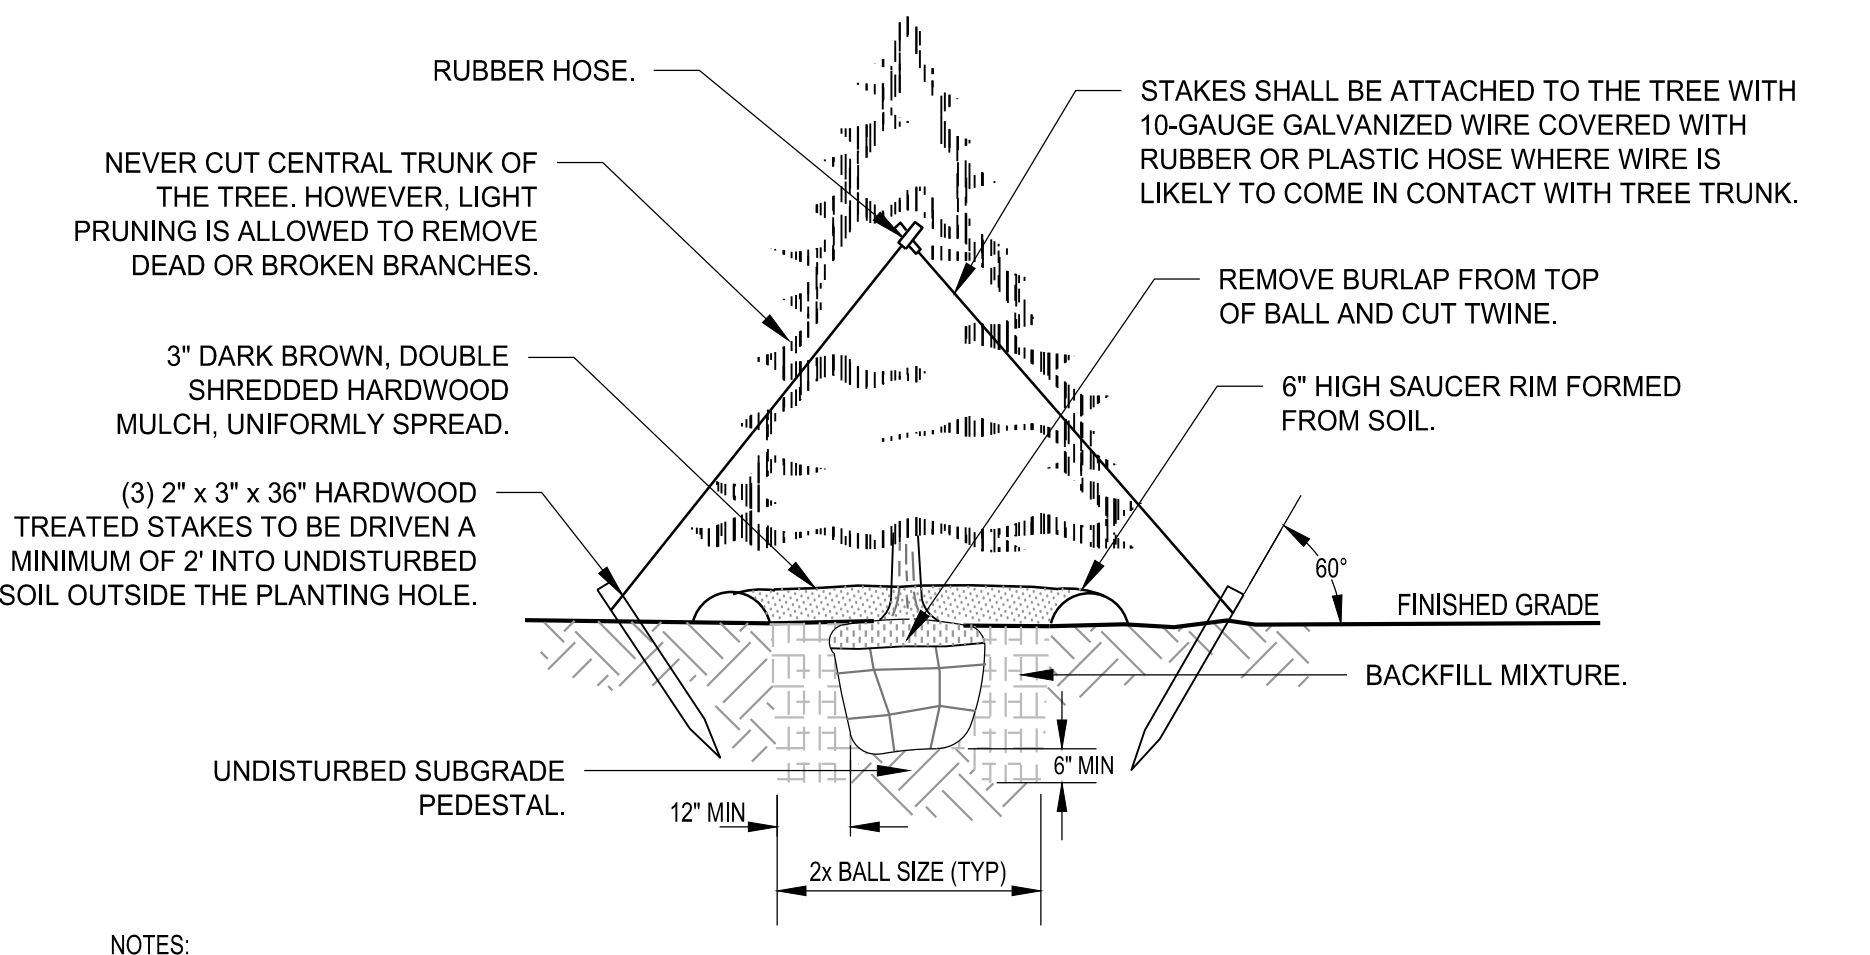 RUBBER HOSE.
NEVER CUT CENTRAL TRUNK OF
THE TREE. HOWEVER, LIGHT
PRUNING IS ALLOWED TO REMOVE
DEAD OR BROKEN BRANCHES.
3" DARK BROWN, DOUBLE
SHREDDED HARDWOOD
MULCH, UNIFORMLY SPREAD.
(3) 2" x 3" x 36" HARDWOOD
TREATED STAKES TO BE DRIVEN A
MINIMUM OF 2' INTO UNDISTURBED
SOIL OUTSIDE THE PLANTING HOLE.
UNDISTURBED SUBGRADE
PEDESTAL.
STAKES SHALL BE ATTACHED TO THE TREE WITH
10-GAUGE GALVANIZED WIRE COVERED WITH
RUBBER OR PLASTIC HOSE WHERE WIRE IS
LIKELY TO COME IN CONTACT WITH TREE TRUNK.
REMOVE BURLAP FROM TOP
OF BALL AND CUT TWINE.
6" HIGH SAUCER RIM FORMED
FROM SOIL.
60°
FINISHED GRADE
BACKFILL MIXTURE.
6" MIN
12" MIN
2x BALL SIZE (TYP)
NOTES: